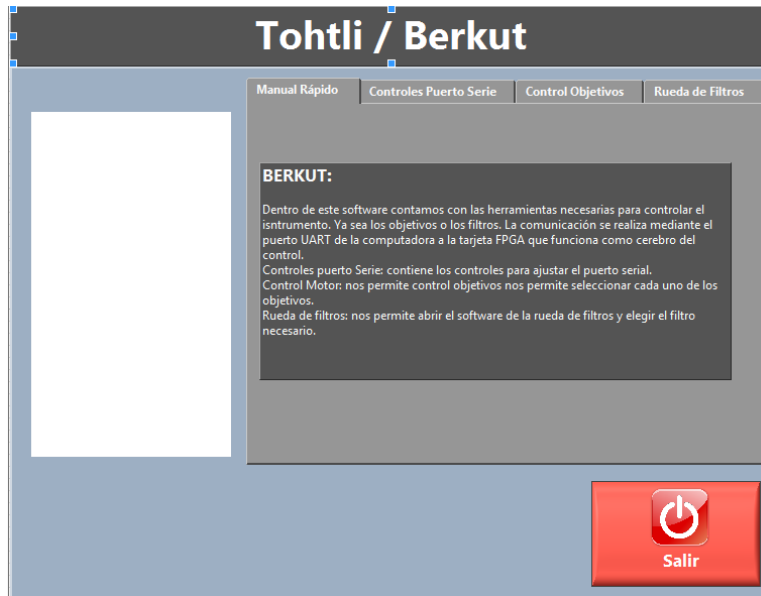 Tohtli / Berkut
Manual Rápido
Controles Puerto Serie
Control Objetivos
Rueda de Filtros
BERKUT:
Dentro de este software contamos con las herramientas necesarias para controlar el
isntrumento. Ya sea los objetivos o los filtros. La comunicación se realiza mediante el
puerto UART de la computadora a la tarjeta FPGA que funciona como cerebro del
control.
Controles puerto Serie: contiene los controles para ajustar el puerto serial.
Control Motor: nos permite control objetivos nos permite seleccionar cada uno de los
objetivos.
Rueda de filtros: nos permite abrir el software de la rueda de filtros y elegir el filtro
necesario.
Salir